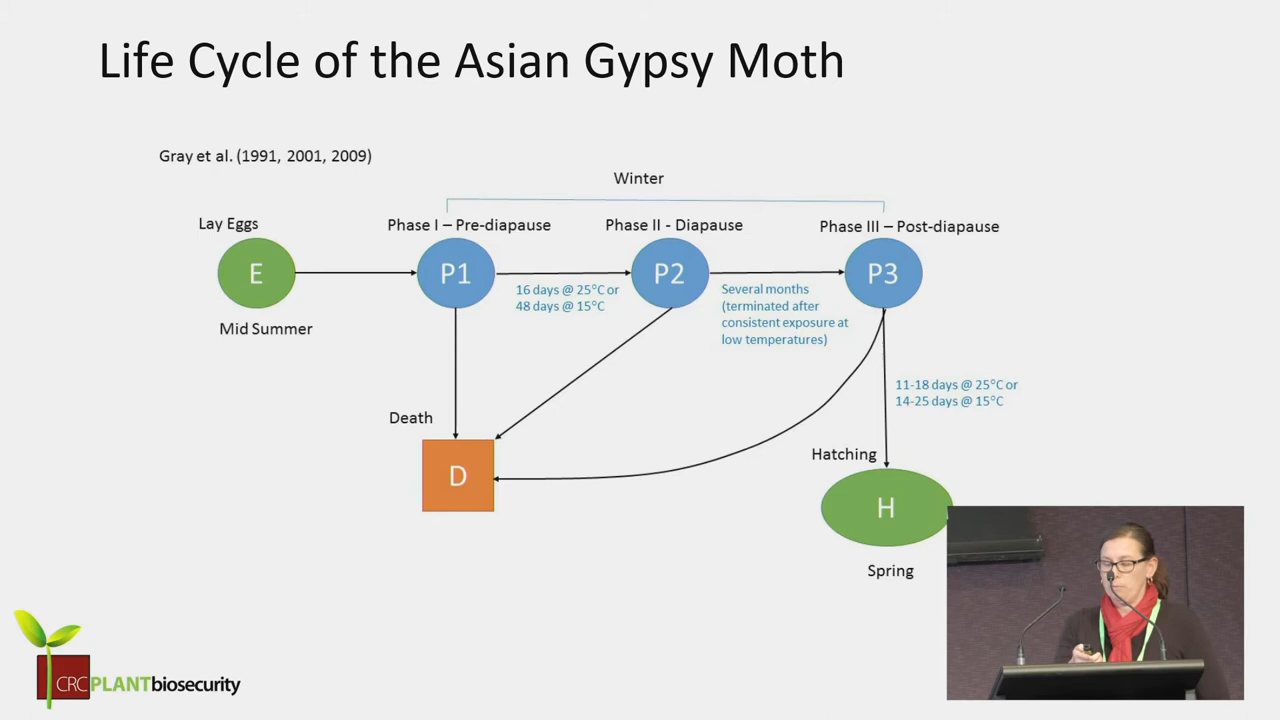 Life Cycle of the Asian Gypsy Moth
Gray et al. (1991, 2001, 2009)
Winter
Lay Eggs
Phase I – Pre-diapause
Phase II - Diapause
Phase III – Post-diapause
E
P1
P2
P3
16 days @ 25°C or
48 days @ 15°C
Several months
(terminated after
consistent exposure at
low temperatures)
Mid Summer
11-18 days @ 25°C or
14-25 days @ 15°C
Death
D
Hatching
H
Spring
CRCPLANTbiosecurity